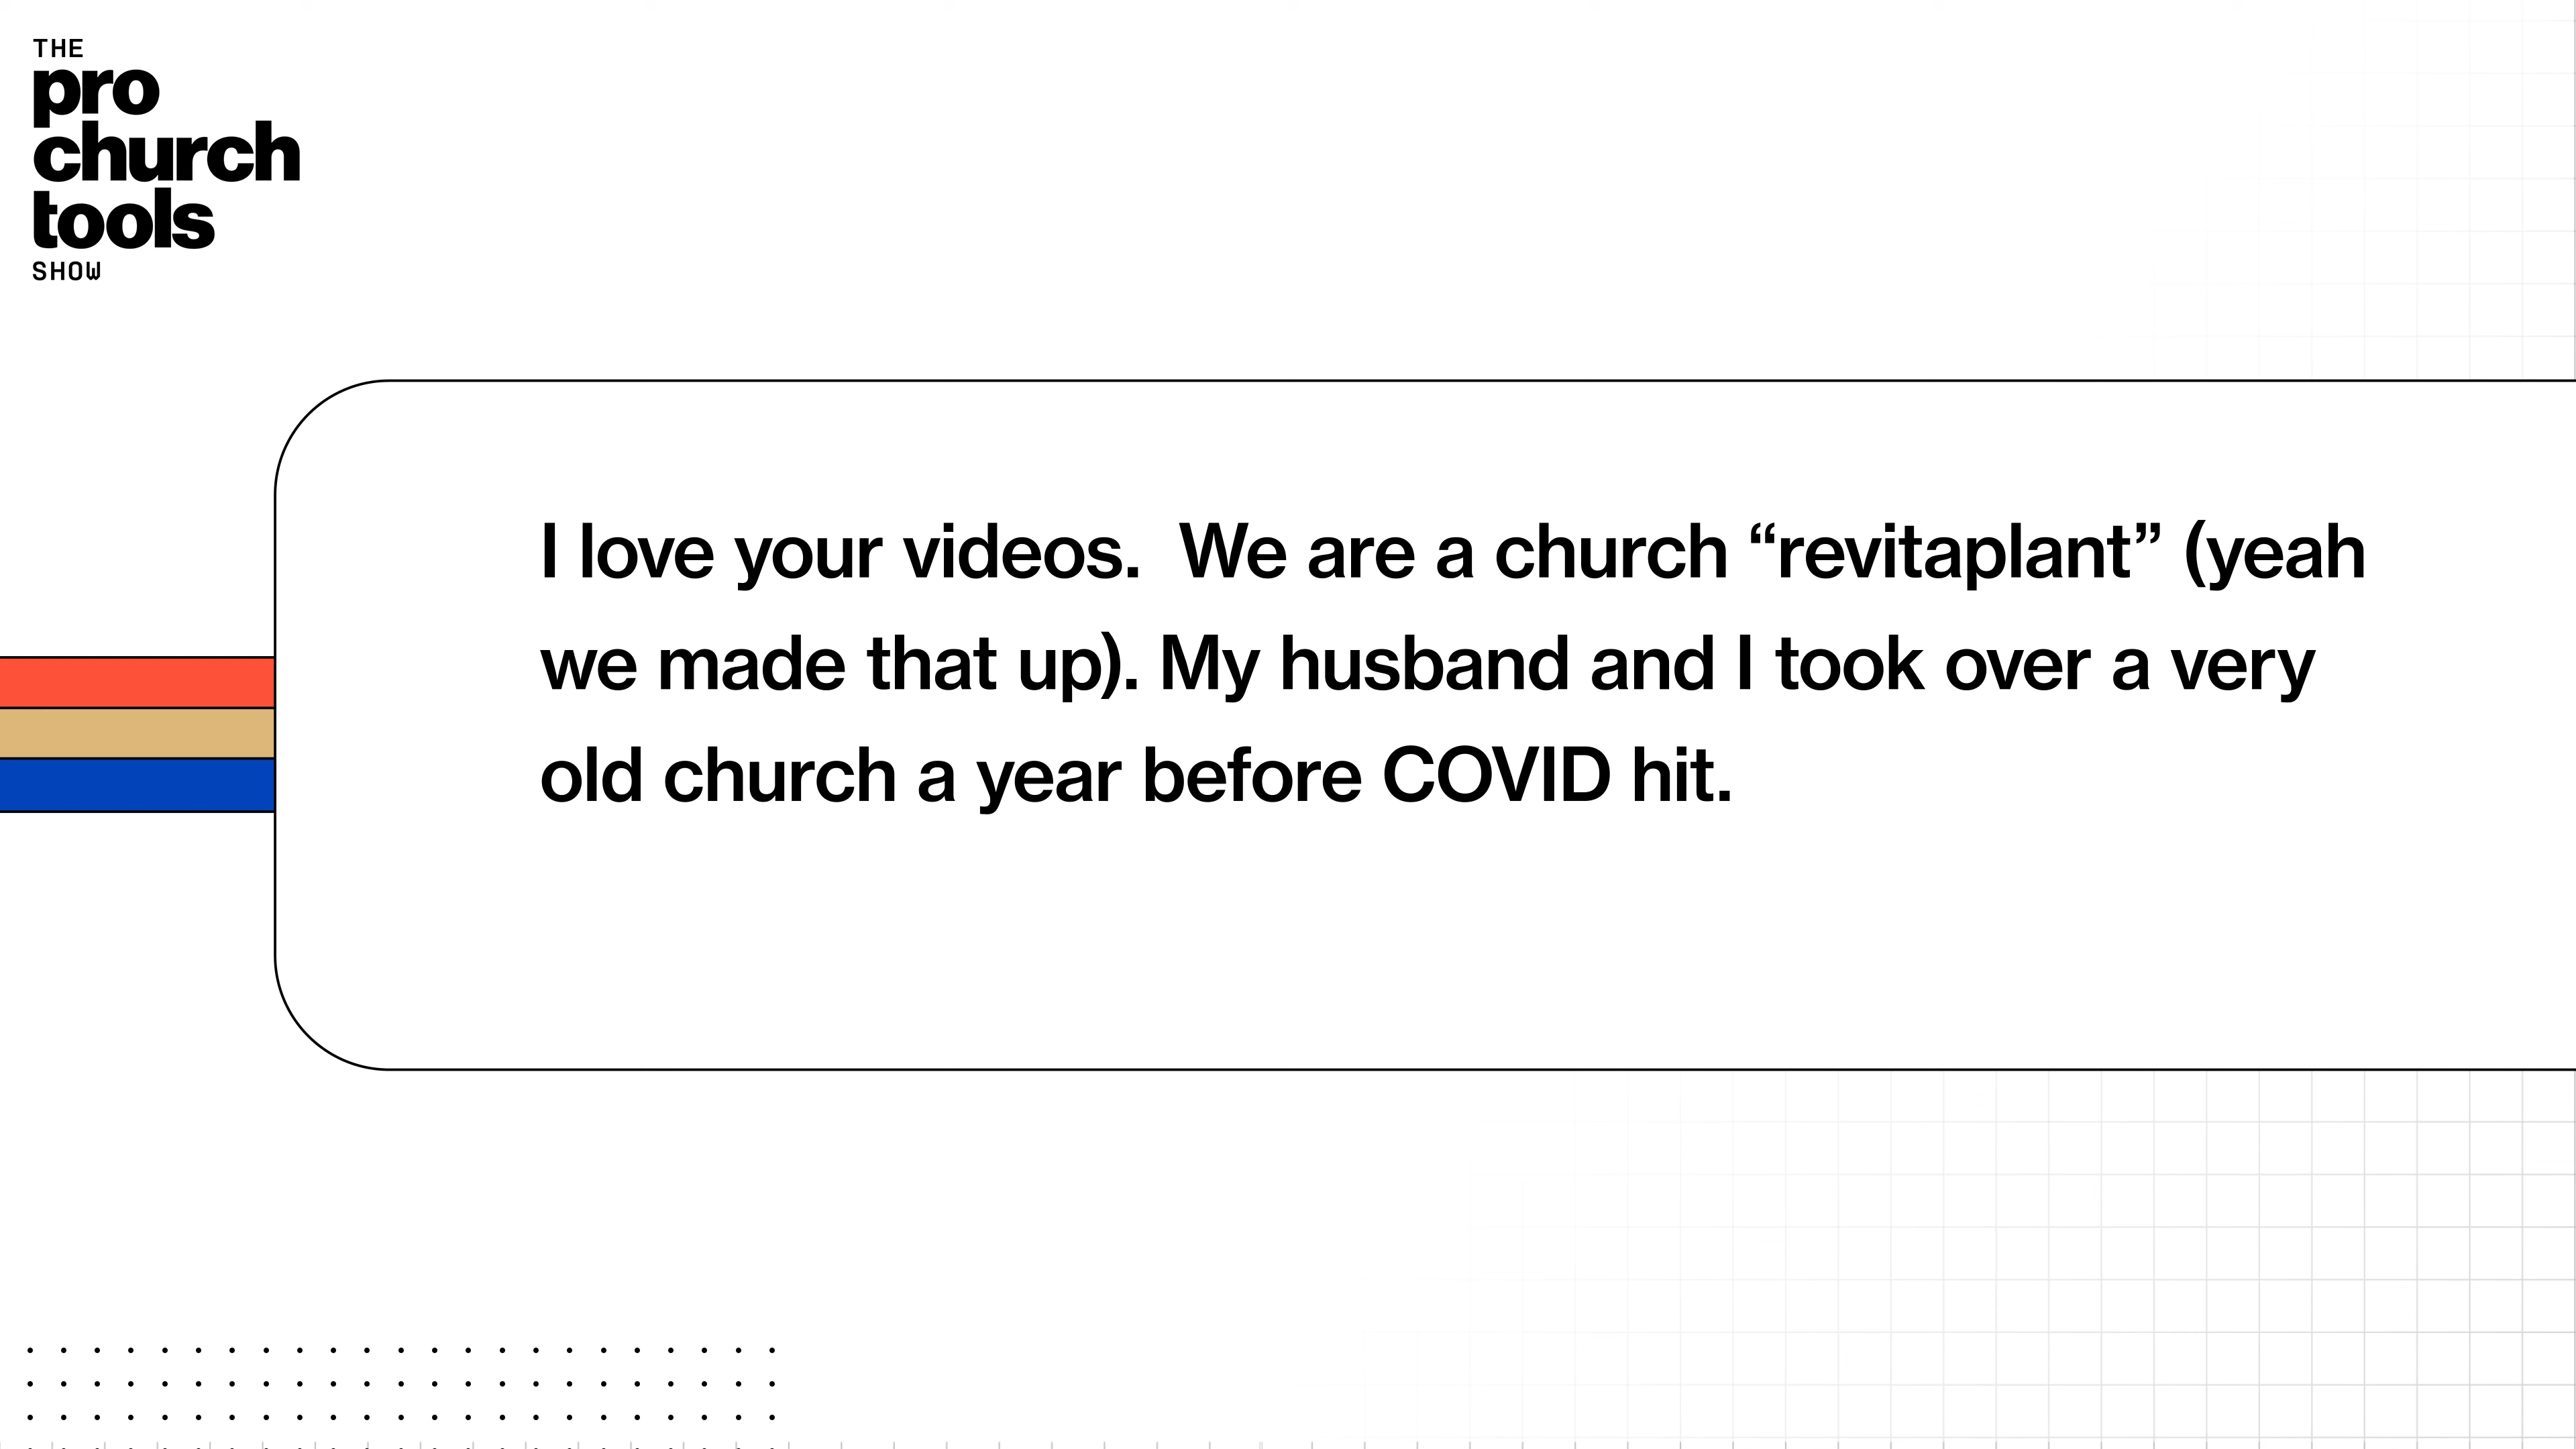 THE
pro
church
tools
SHOW
I love your videos.  We are a church “revitaplant” (yeah
we made that up). My husband and I took over a very
old church a year before COVID hit.